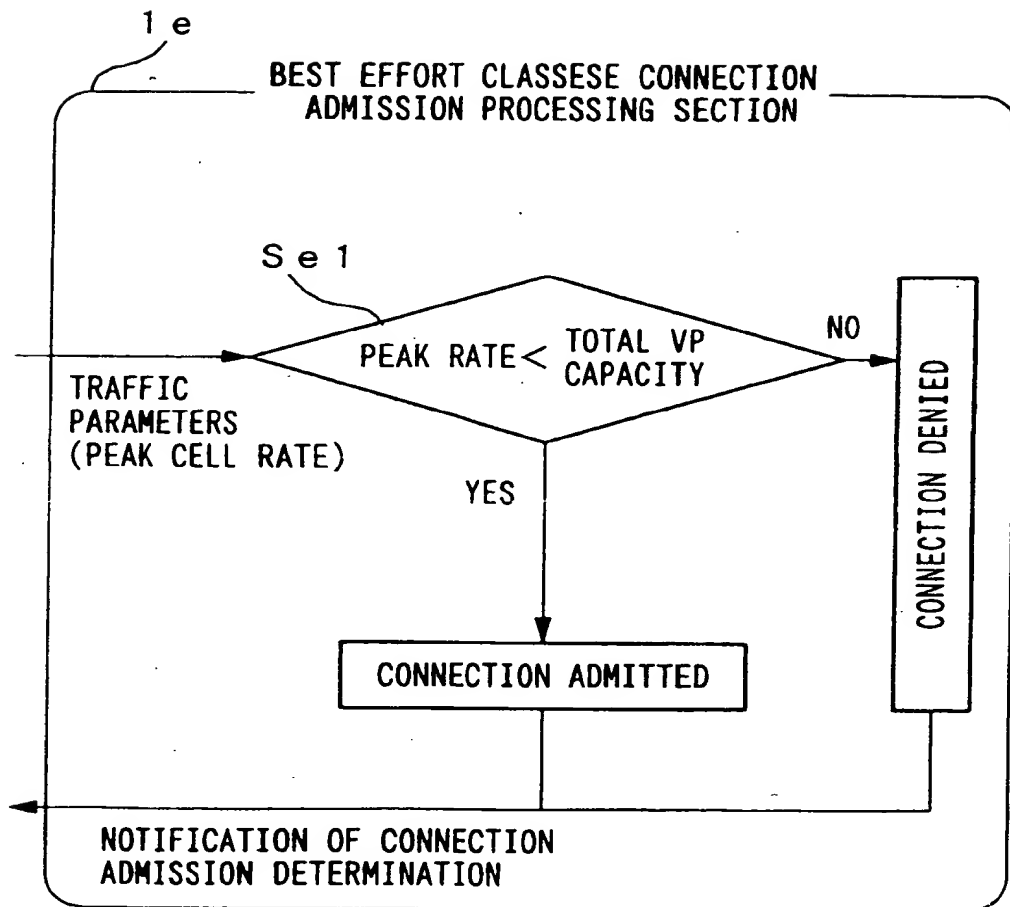 1e
BEST EFFORT CLASSESE CONNECTION
ADMISSION PROCESSING SECTION
Se1
PEAK RATE <
TOTAL VP
CAPACITY
NO
TRAFFIC
PARAMETERS
(PEAK CELL RATE)
YES
CONNECTION DENIED
CONNECTION ADMITTED
NOTIFICATION OF CONNECTION
ADMISSION DETERMINATION